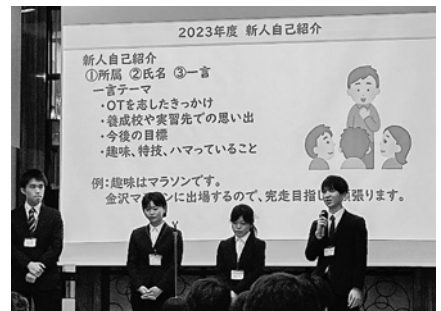 2023年度 新人自己紹介
新人自己紹介
①所属 ②氏名 ③一言
一言テーマ
・OTを志したきっかけ
・養成校や実習先での思い出
・今後の目標
・趣味、特技、ハマっていること
例：趣味はマラソンです。
金沢マ ンに出場するので、完走目指し 張ります。